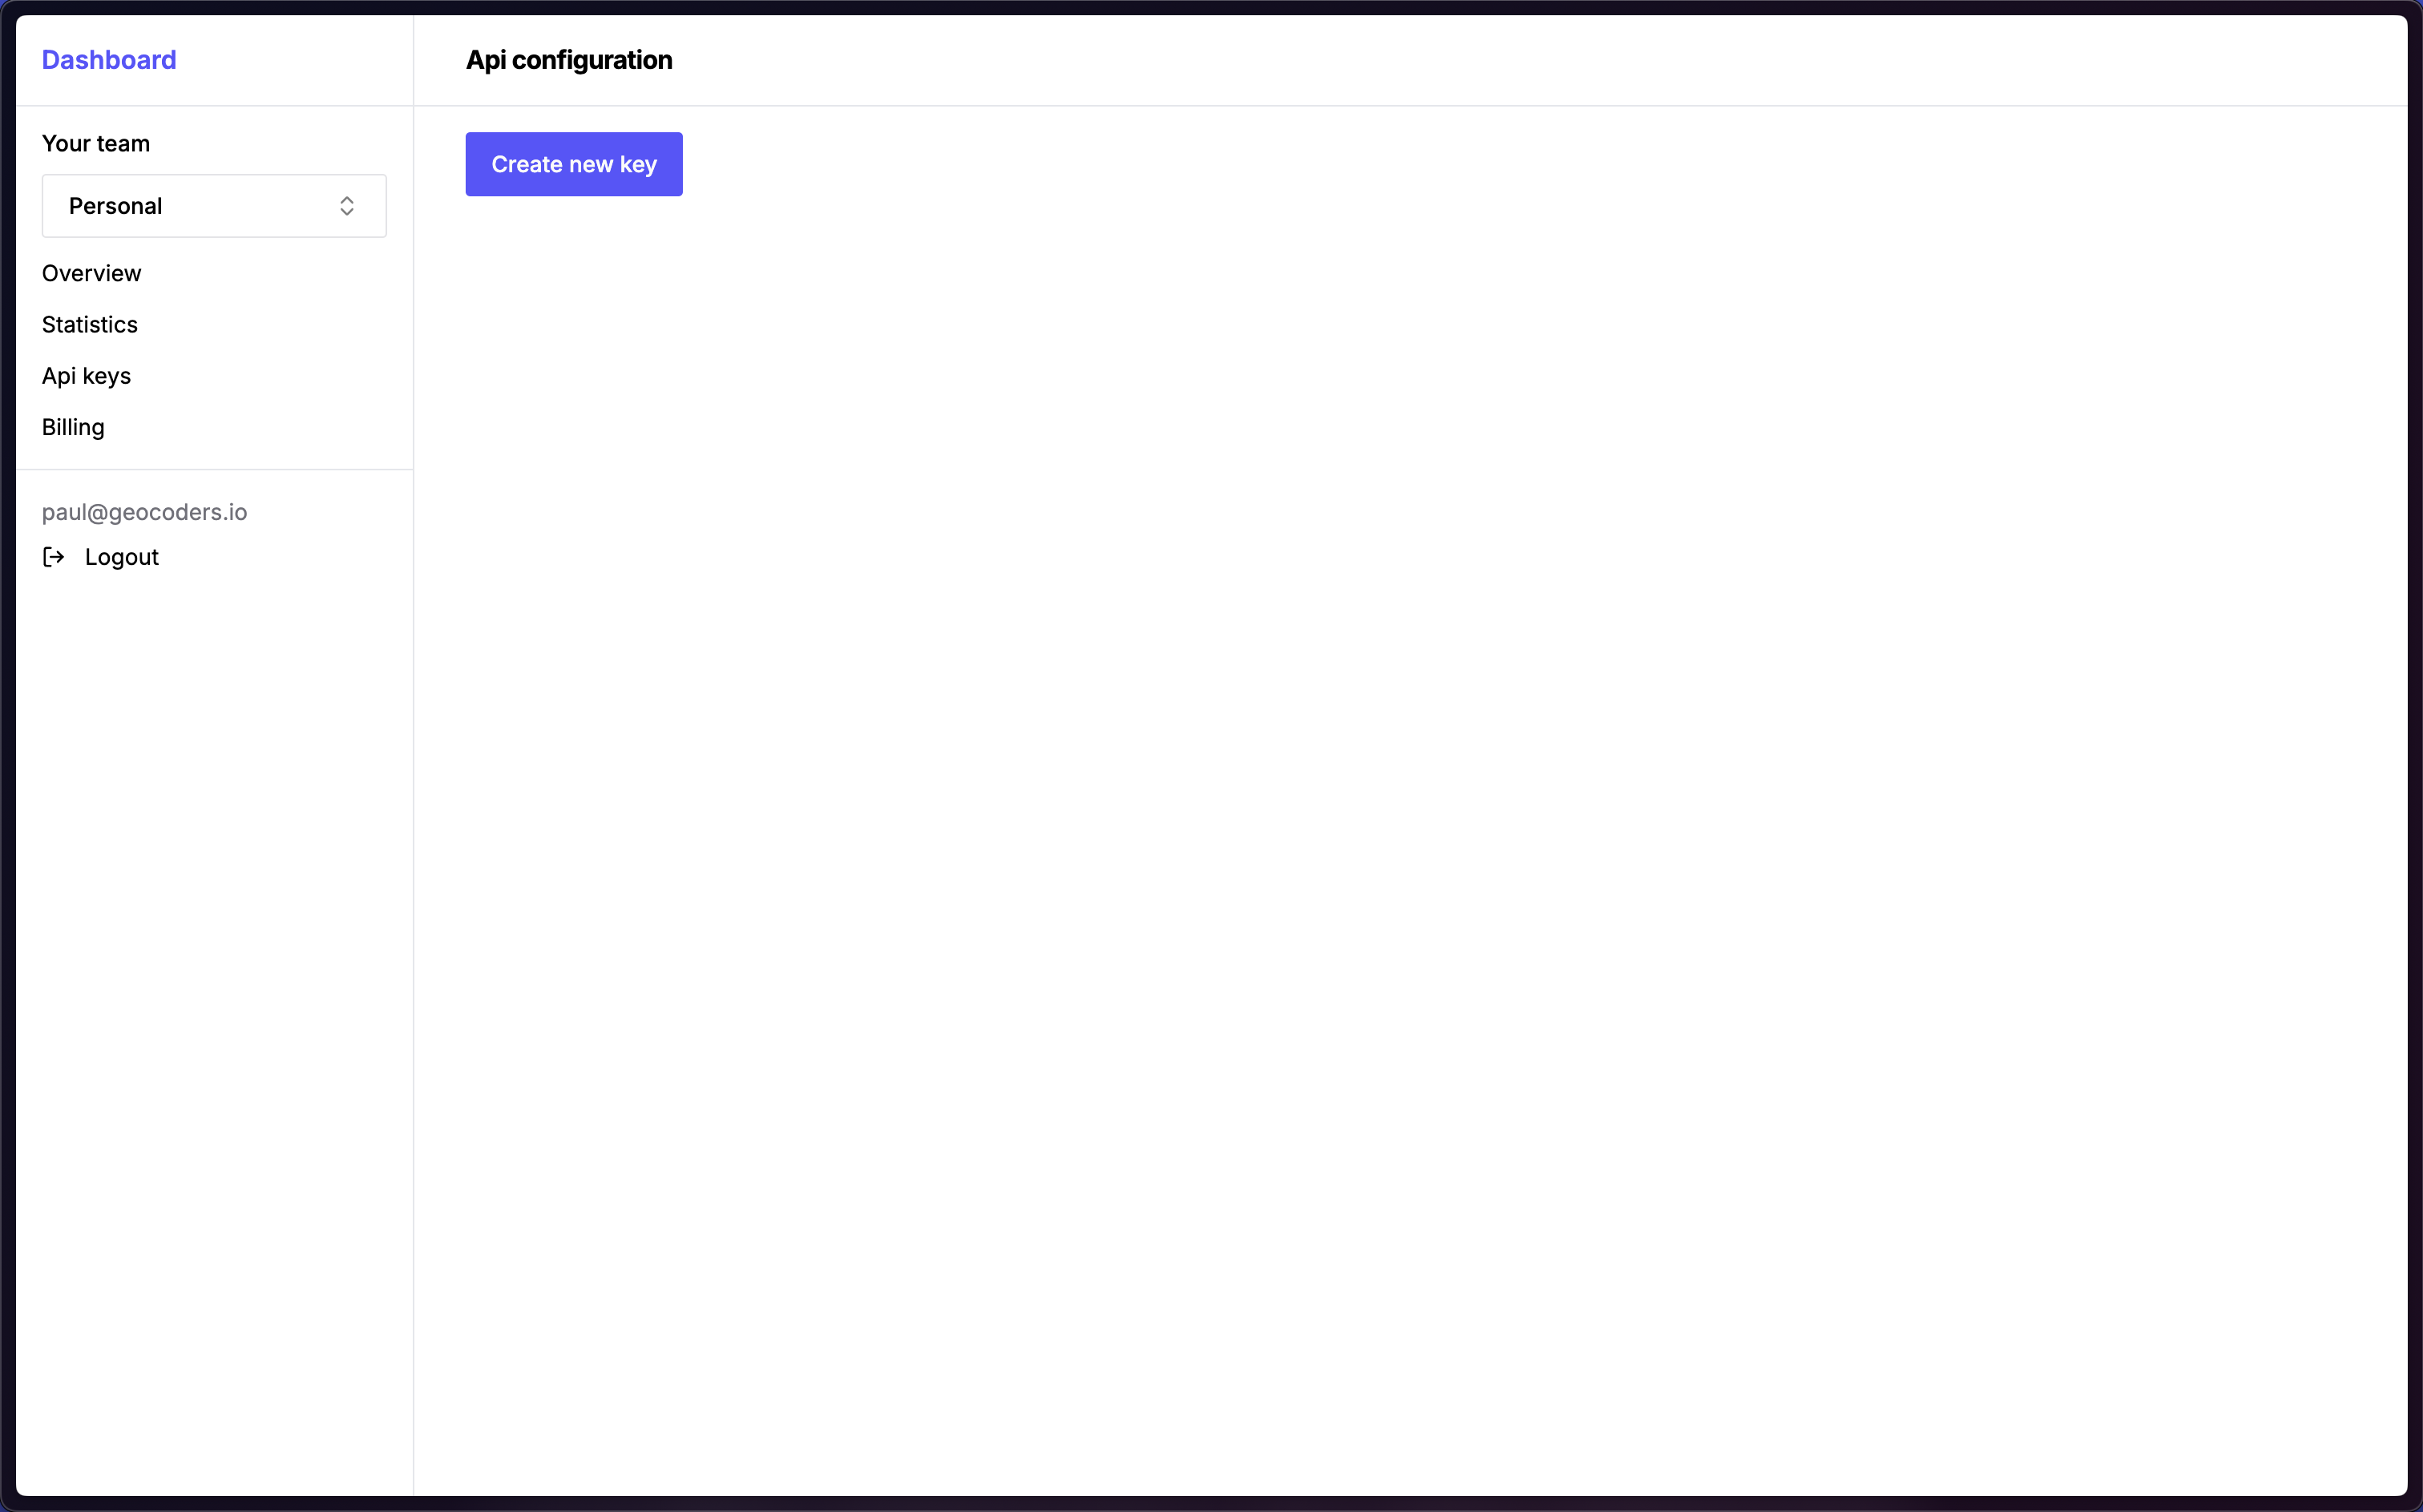 Dashboard
Api configuration
Your team
Personal
Create new key
Overview
Statistics
Api keys
Billing
paul@geocoders.io
Logout